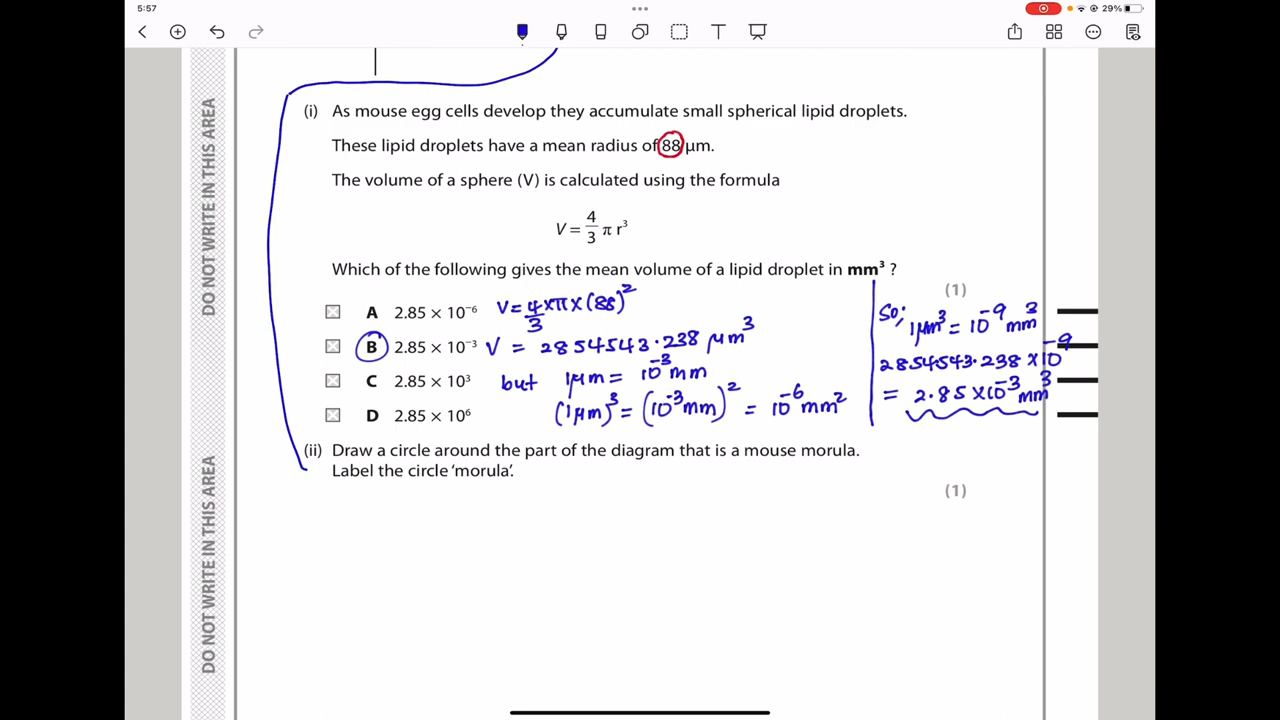 5:57
29%
T
DO NOT WRITE IN THIS AREA
DO NOT WRITE IN THIS AREA
(i) As mouse egg cells develop they accumulate small spherical lipid droplets.
These lipid droplets have a mean radius of 88 μm.
The volume of a sphere (V) is calculated using the formula
V = 4/3 π r³
Which of the following gives the mean volume of a lipid droplet in mm³ ?
(1)
A 2.85 × 10⁻⁶
B 2.85 × 10⁻³
C 2.85 × 10³
D 2.85 × 10⁶
V = 4/3 × π × (88)²
V = 2854543.238 μm³
but 1μm = 10⁻³ mm
(1μm)³ = (10⁻³mm)² = 10⁻⁶ mm²
So; 1μm³ = 10⁻⁹ mm³
2854543.238 × 10⁻⁹
= 2.85 × 10⁻³ mm³
(ii) Draw a circle around the part of the diagram that is a mouse morula.
Label the circle ‘morula’.
(1)